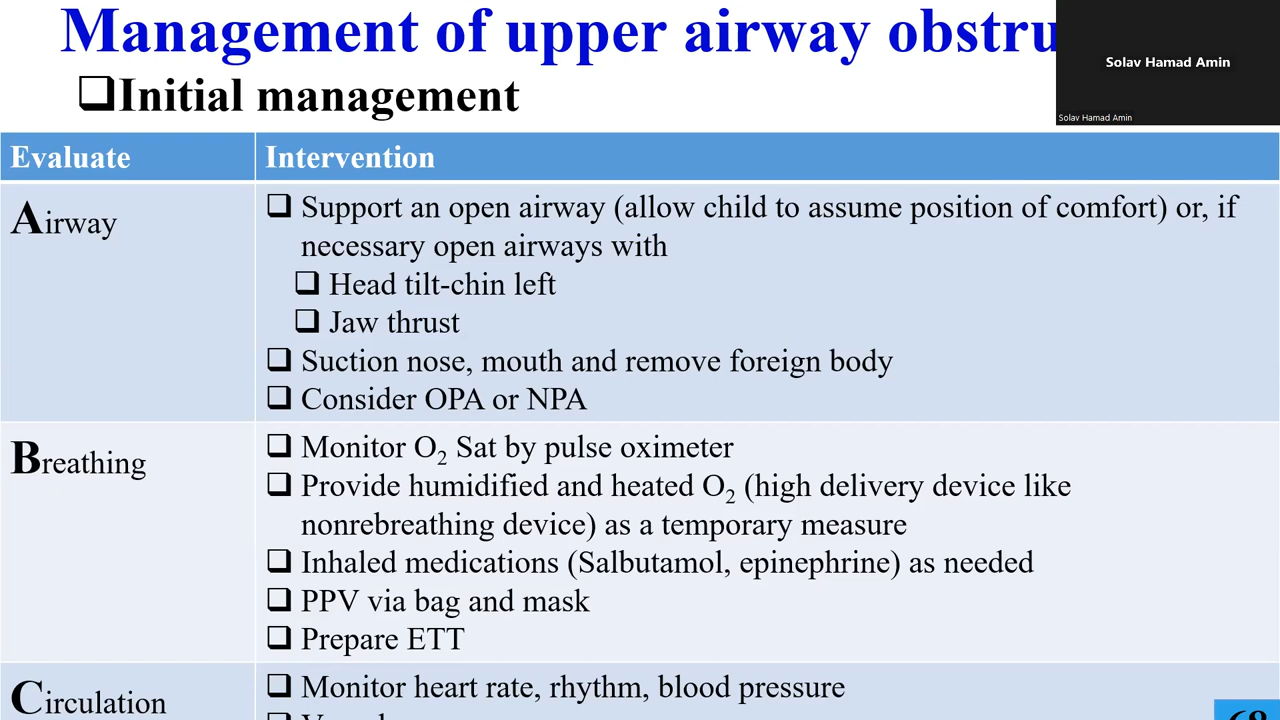 Management of upper airway obstru
Solav Hamad Amin
Solav Hamad Amin
❑Initial management
Evaluate
Intervention
Airway
❑ Support an open airway (allow child to assume position of comfort) or, if
necessary open airways with
❑ Head tilt-chin left
❑ Jaw thrust
❑ Suction nose, mouth and remove foreign body
❑ Consider OPA or NPA
Breathing
❑ Monitor O₂ Sat by pulse oximeter
❑ Provide humidified and heated O₂ (high delivery device like
nonrebreathing device) as a temporary measure
❑ Inhaled medications (Salbutamol, epinephrine) as needed
❑ PPV via bag and mask
❑ Prepare ETT
Circulation
❑ Monitor heart rate, rhythm, blood pressure